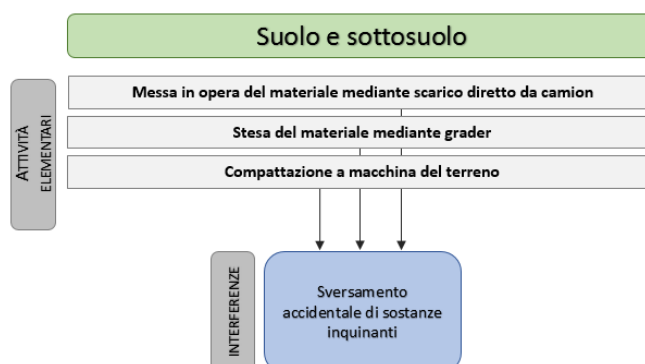 Suolo e sottosuolo
ATTIVITÀ
ELEMENTARI
Messa in opera del materiale mediante scarico diretto da camion
Stesa del materiale mediante grader
Compattazione a macchina del terreno
INTERFERENZE
Sversamento
accidentale di sostanze
inquinanti